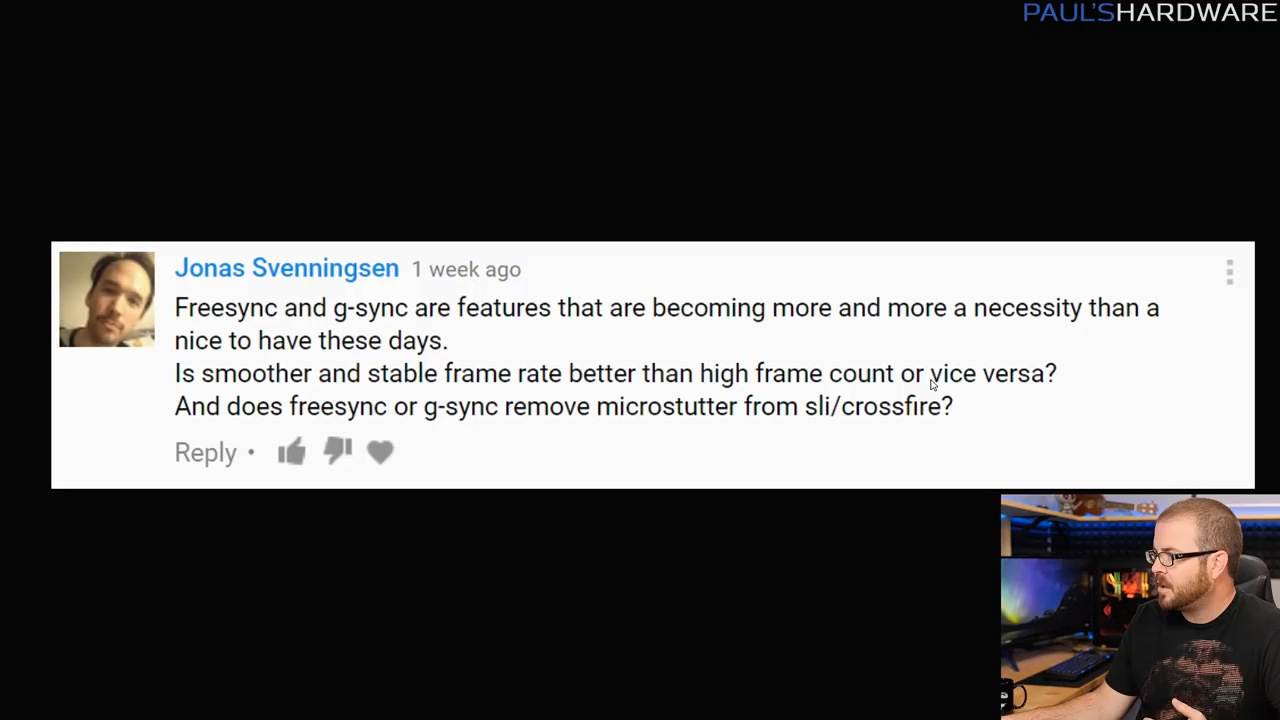 PAUL'SHARDWARE
Jonas Svenningsen 1 week ago
Freesync and g-sync are features that are becoming more and more a necessity than a
nice to have these days.
Is smoother and stable frame rate better than high frame count or vice versa?
And does freesync or g-sync remove microstutter from sli/crossfire?
Reply •